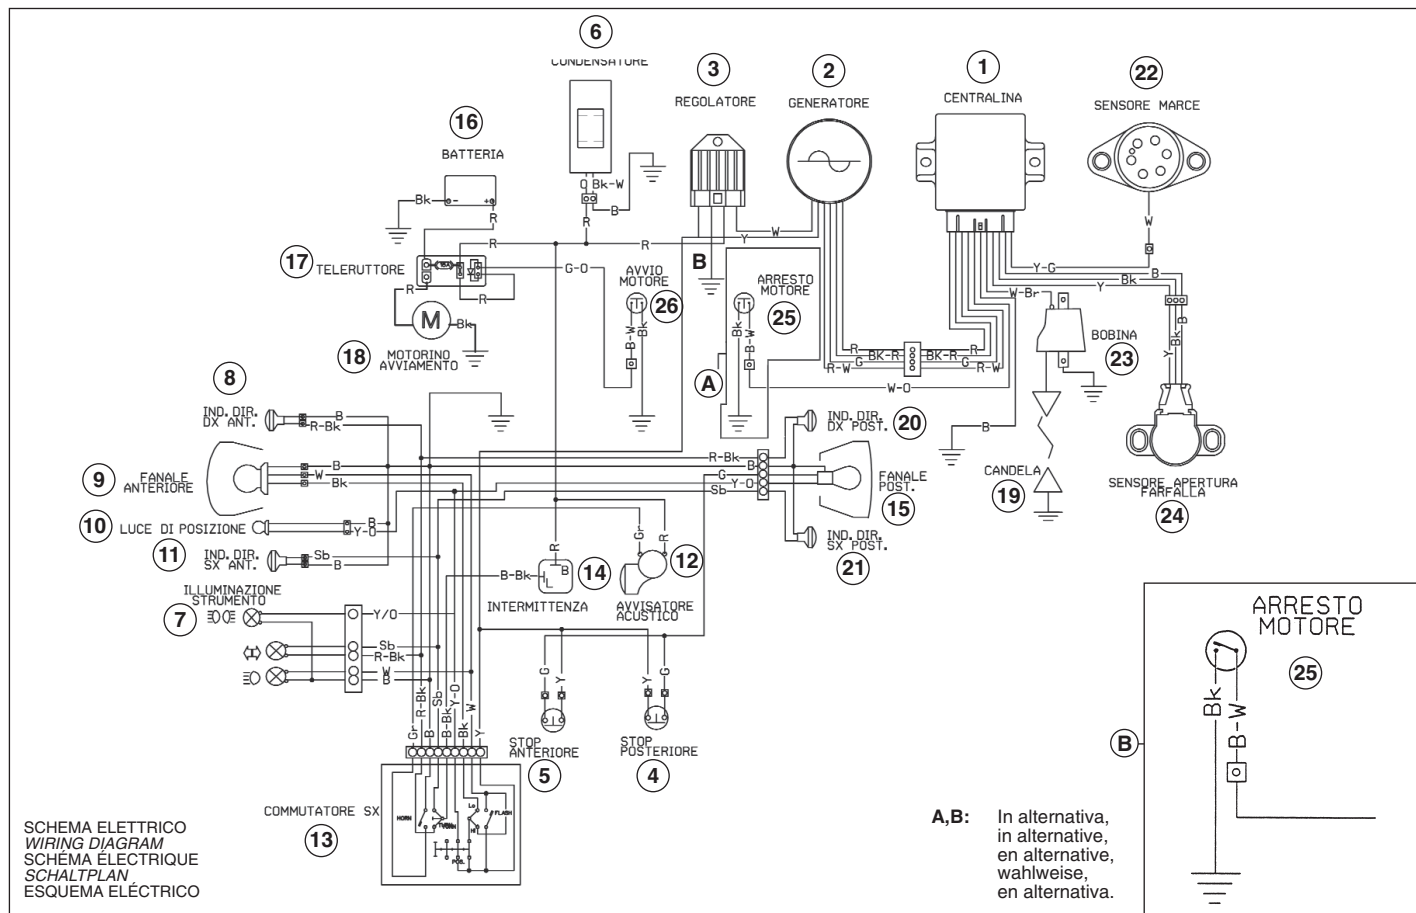 6
CONDENSATORE
3
REGOLATORE
2
GENERATORE
1
CENTRALINA
22
SENSORE MARCE
16
BATTERIA
Bk
-
+
R
O
Bk-W
B
R
R
R
W
Y
B
W
17
TELERUTTORE
R
R
G-O
AVVIO
MOTORE
26
B-W
Bk
ARRESTO
MOTORE
25
Bk
B-W
A
Y-G
B
Bk
Y
W-Br
BOBINA
23
B
Bk
Y
M
Bk
18
MOTORINO
AVVIAMENTO
R
BK-R
G
R-W
R
BK-R
G
R-W
W-O
B
8
IND. DIR.
DX ANT.
B
R-Bk
9
FANALE
ANTERIORE
B
W
Bk
10
LUCE DI POSIZIONE
B
Y-O
11
IND. DIR.
SX ANT.
Sb
B
R-Bk
B
G
Y-O
Sb
20
IND. DIR.
DX POST.
FANALE
POST.
15
IND. DIR.
SX POST.
21
CANDELA
19
SENSORE APERTURA
FARFALLA
24
ILLUMINAZIONE
STRUMENTO
7
Y/O
Sb
R-Bk
W
B
R
B
L
B-Bk
14
INTERMITTENZA
Gr
R
12
AVVISATORE
ACUSTICO
Gr
R-Bk
B
Sb
B-Bk
Y-O
Bk
W
Y
G
Y
STOP
ANTERIORE
5
Y
G
STOP
POSTERIORE
4
COMMUTATORE SX
13
HORN
TURN
Lo
Hi
FLASH
POS.
SCHEMA ELETTRICO
WIRING DIAGRAM
SCHÉMA ÉLECTRIQUE
SCHALTPLAN
ESQUEMA ELÉCTRICO
A,B: In alternativa,
in alternative,
en alternative,
wahlweise,
en alternativa.
B
ARRESTO
MOTORE
25
Bk
B-W